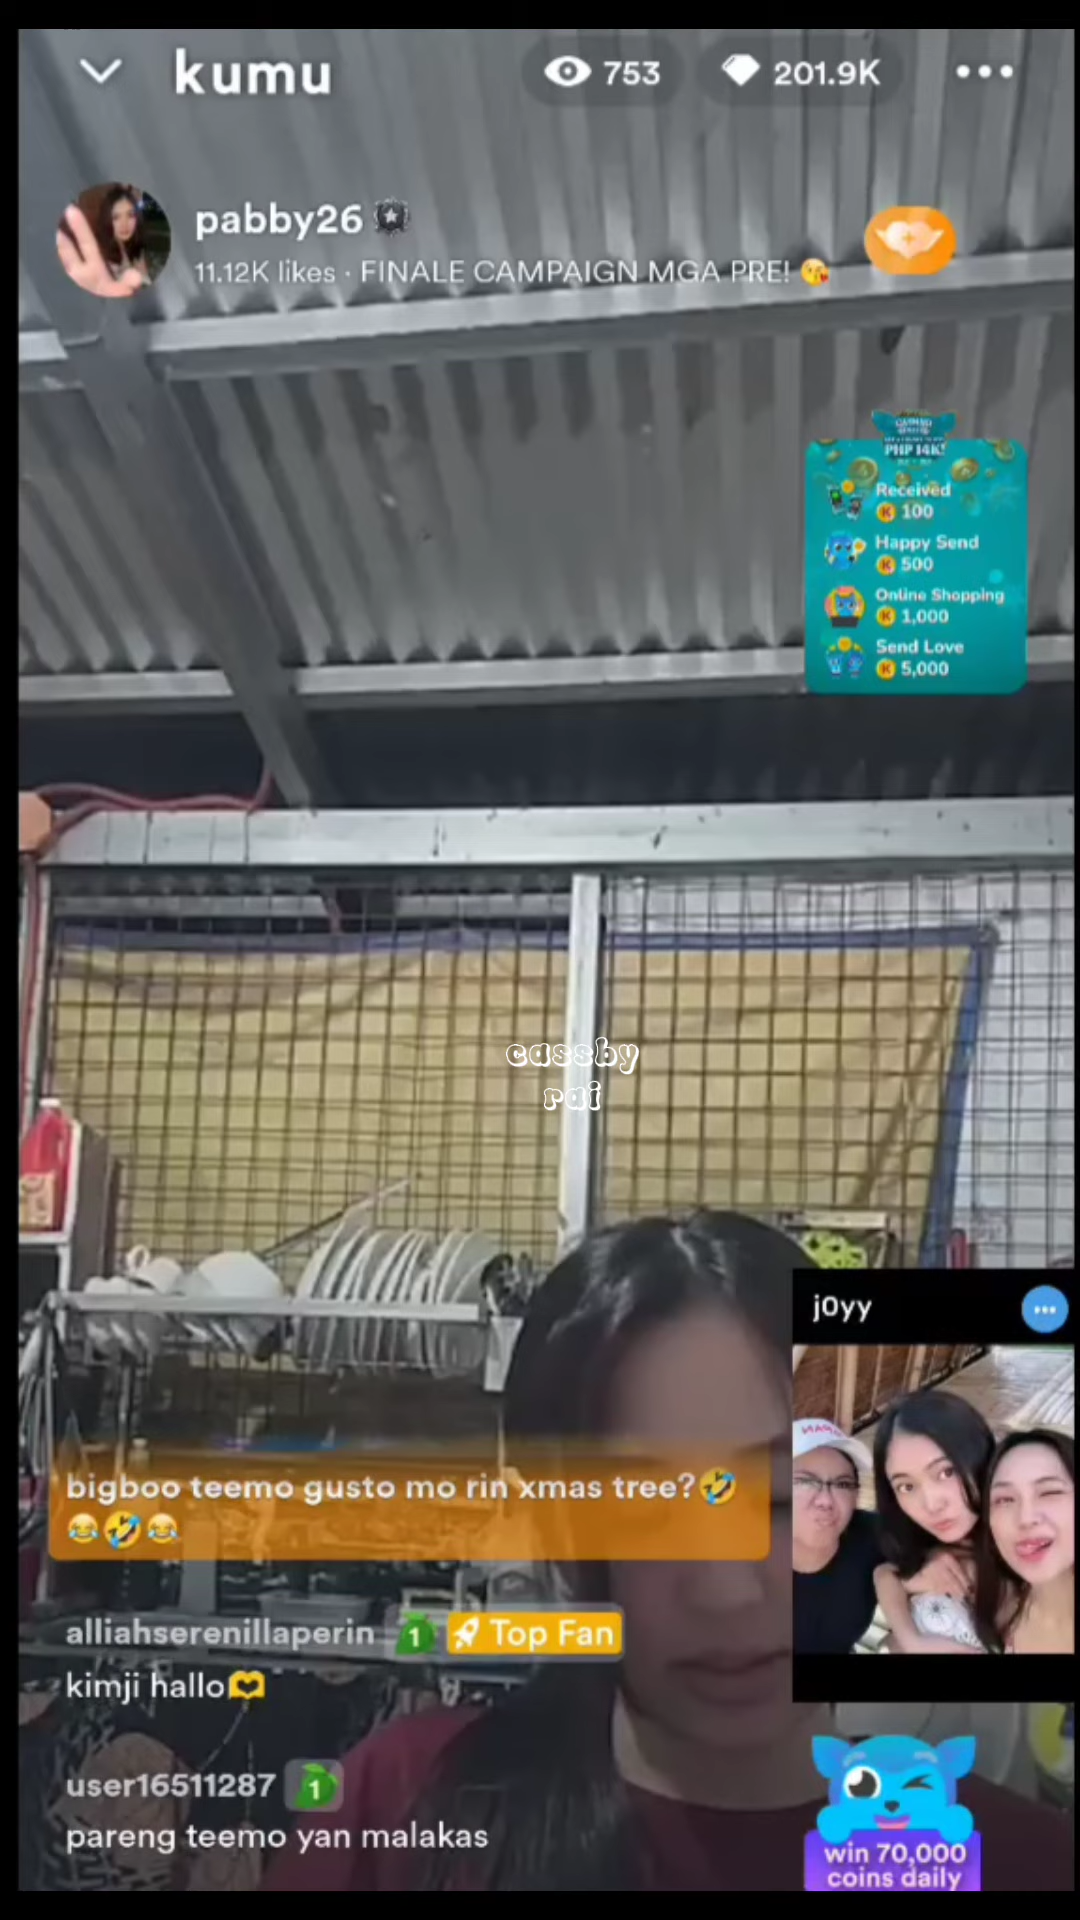 kumu
753
201.9K
pabby26
11.12K likes · FINALE CAMPAIGN MGA PRE! 😘
PHP 14K!
Received
100
Happy Send
500
Online Shopping
1,000
Send Love
5,000
cassby
rai
j0yy
bigboo teemo gusto mo rin xmas tree?🤣
😂🤣😂
alliahserenillaperin 1 Top Fan
kimji hallo🫶
user16511287 1
pareng teemo yan malakas
win 70,000
coins daily